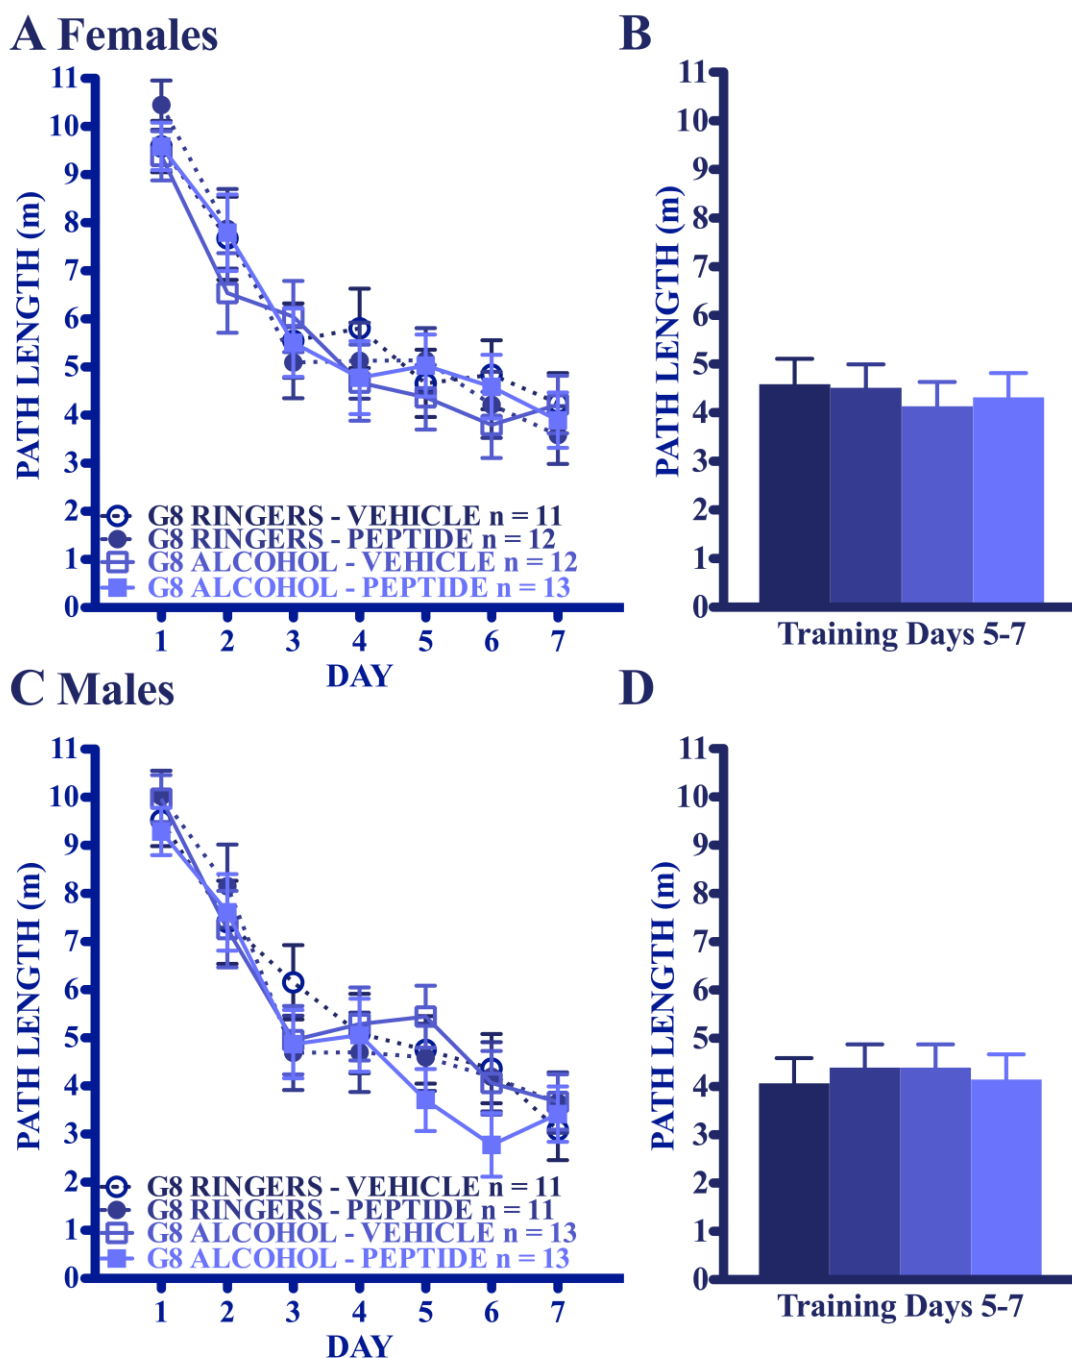 A Females
11
10
9
8
7
6
5
4
3
2
1
0
PATH LENGTH (m)
G8 RINGERS - VEHICLE n = 11
G8 RINGERS - PEPTIDE n = 12
G8 ALCOHOL - VEHICLE n = 12
G8 ALCOHOL - PEPTIDE n = 13
1 2 3 4 5 6 7
DAY
B
11
10
9
8
7
6
5
4
3
2
1
0
PATH LENGTH (m)
Training Days 5-7
C Males
11
10
9
8
7
6
5
4
3
2
1
0
PATH LENGTH (m)
G8 RINGERS - VEHICLE n = 11
G8 RINGERS - PEPTIDE n = 11
G8 ALCOHOL - VEHICLE n = 13
G8 ALCOHOL - PEPTIDE n = 13
1 2 3 4 5 6 7
DAY
D
11
10
9
8
7
6
5
4
3
2
1
0
PATH LENGTH (m)
Training Days 5-7